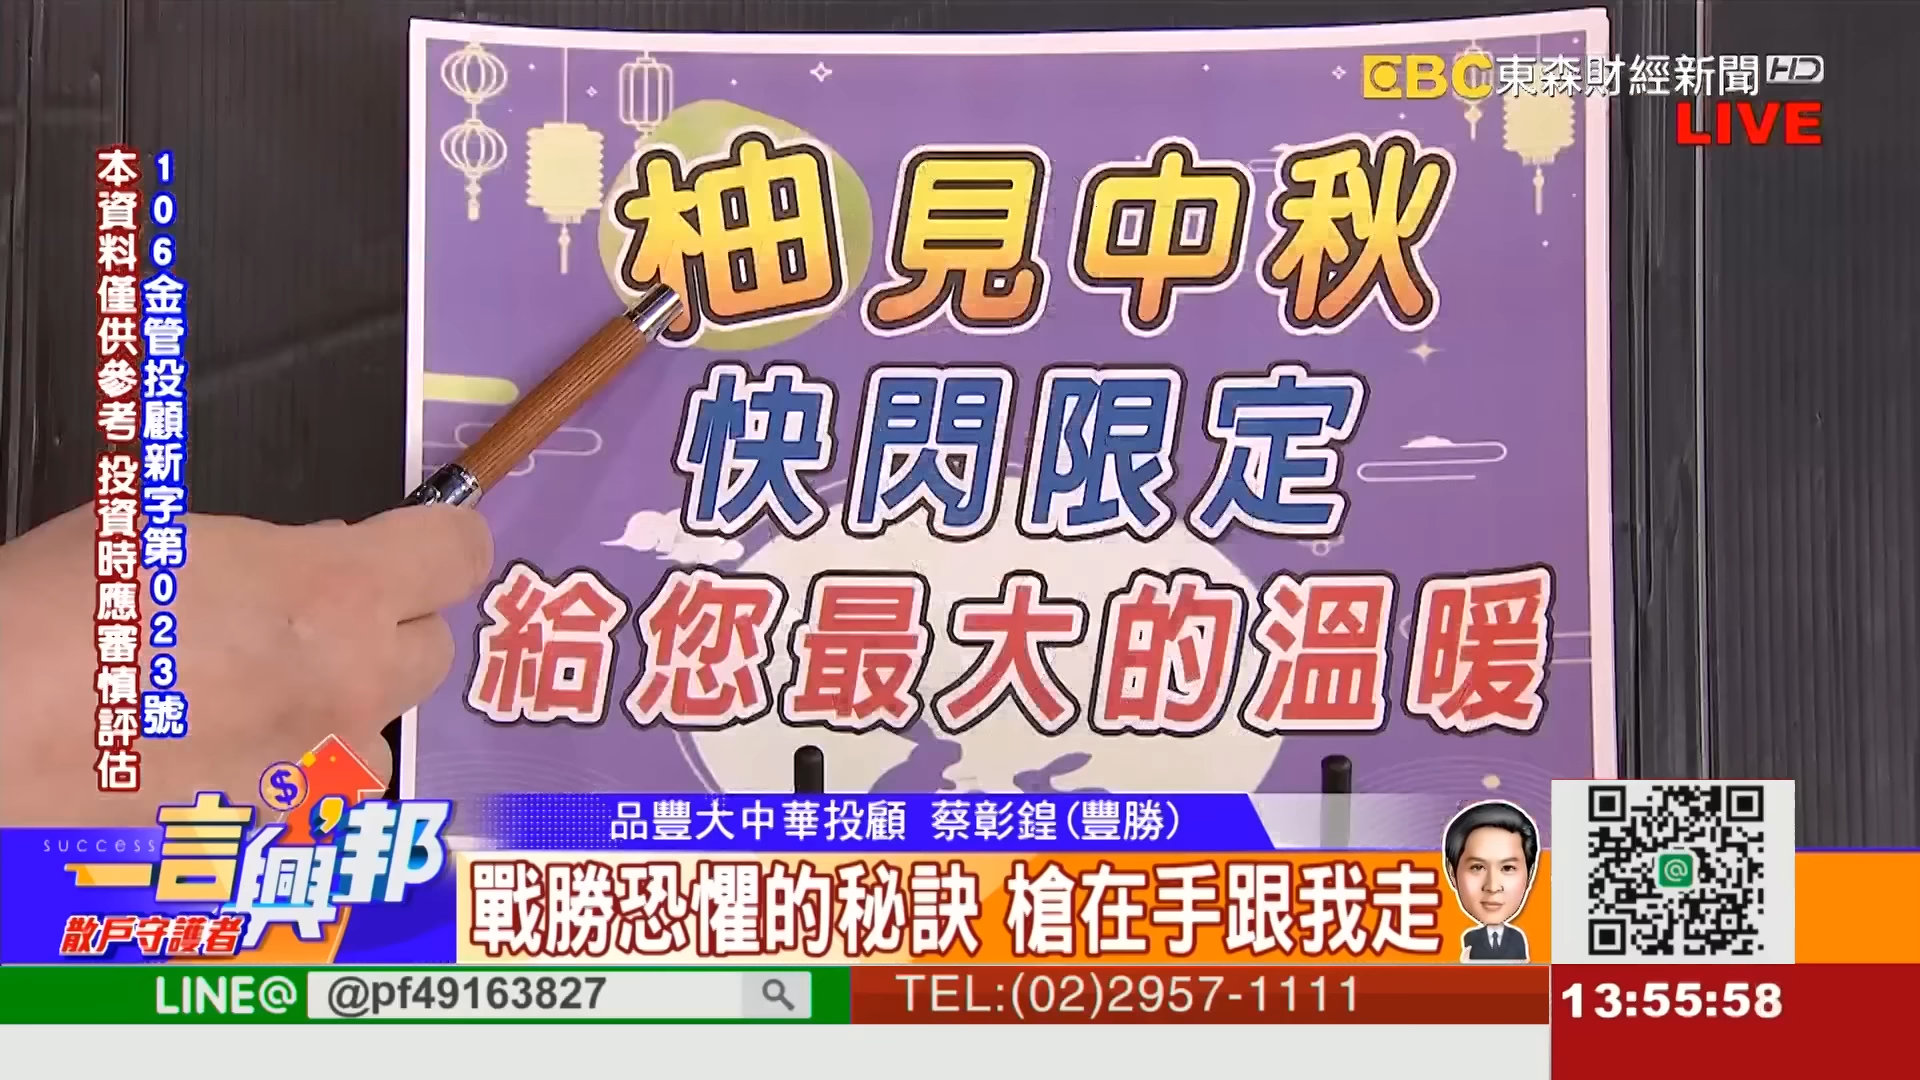 EBC東森財經新聞HD
LIVE
106金管投顧新字第023號
本資料僅供參考 投資時應審慎評估
柚見中秋
快閃限定
給您最大的溫暖
success
一言興邦
散戶守護者
品豐大中華投顧 蔡彰鍠(豐勝)
戰勝恐懼的秘訣 槍在手跟我走
LINE@ @pf49163827
TEL:(02)2957-1111
13:55:58